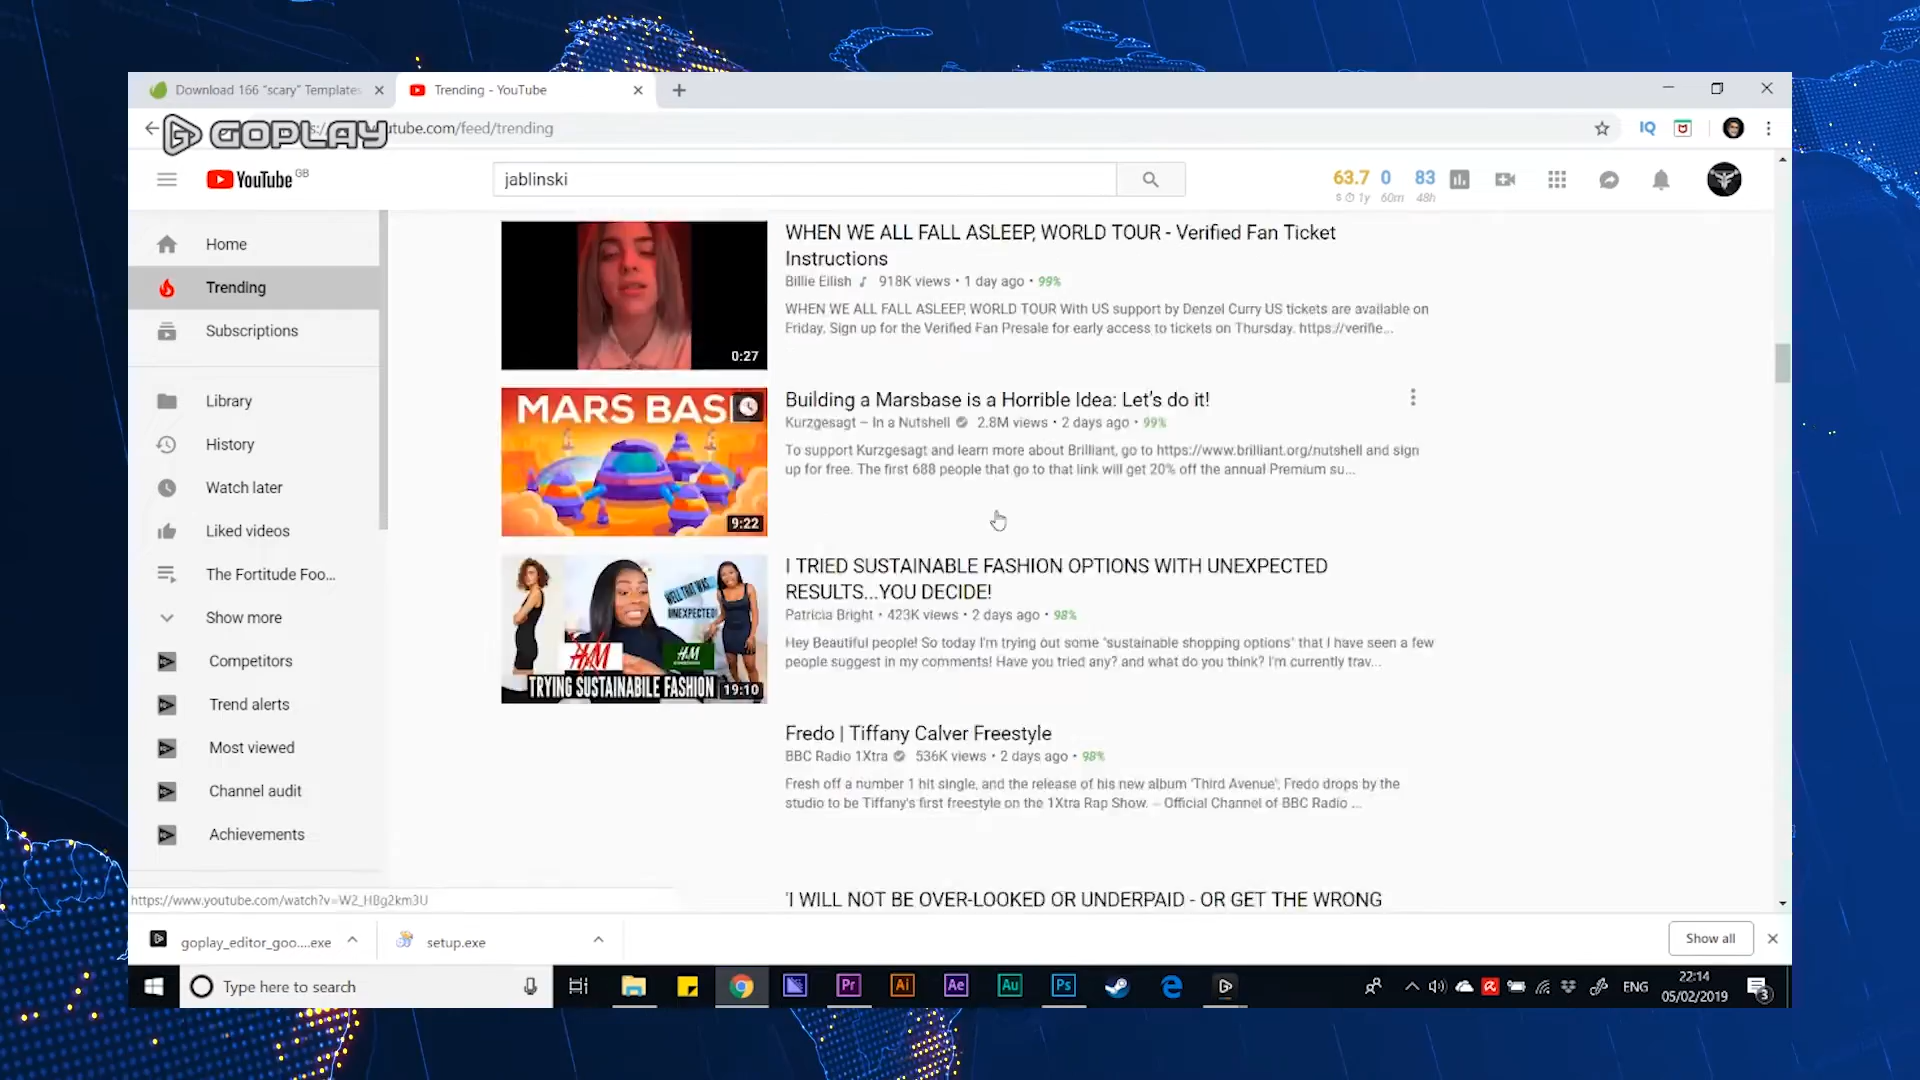 Download 166 "scary" Templates
Trending - YouTube
GOPLAY
utube.com/feed/trending
IQ
YouTube GB
jablinski
63.7 0 83
1y 60m 48h
Home
Trending
Subscriptions
Library
History
Watch later
Liked videos
The Fortitude Foo...
Show more
Competitors
Trend alerts
Most viewed
Channel audit
Achievements
0:27
WHEN WE ALL FALL ASLEEP, WORLD TOUR - Verified Fan Ticket
Instructions
Billie Eilish ♪ 918K views • 1 day ago • 99%
WHEN WE ALL FALL ASLEEP, WORLD TOUR With US support by Denzel Curry US tickets are available on
Friday. Sign up for the Verified Fan Presale for early access to tickets on Thursday. https://verifie...
MARS BAS
9:22
Building a Marsbase is a Horrible Idea: Let's do it!
Kurzgesagt – In a Nutshell 2.8M views • 2 days ago • 99%
To support Kurzgesagt and learn more about Brilliant, go to https://www.brilliant.org/nutshell and sign
up for free. The first 688 people that go to that link will get 20% off the annual Premium su...
WELL THAT WAS
UNEXPECTED!
H&M
H&M
TRYING SUSTAINABILE FASHION
19:10
I TRIED SUSTAINABLE FASHION OPTIONS WITH UNEXPECTED
RESULTS...YOU DECIDE!
Patricia Bright • 423K views • 2 days ago • 98%
Hey Beautiful people! So today I'm trying out some "sustainable shopping options" that I have seen a few
people suggest in my comments! Have you tried any? and what do you think? I'm currently trav...
Fredo | Tiffany Calver Freestyle
BBC Radio 1Xtra 536K views • 2 days ago • 98%
Fresh off a number 1 hit single, and the release of his new album 'Third Avenue', Fredo drops by the
studio to be Tiffany's first freestyle on the 1Xtra Rap Show. – Official Channel of BBC Radio ...
'I WILL NOT BE OVER-LOOKED OR UNDERPAID - OR GET THE WRONG
https://www.youtube.com/watch?v=W2_HBg2km3U
goplay_editor_goo....exe
setup.exe
Show all
Type here to search
Pr
Ai
Ae
Au
Ps
ENG
22:14
05/02/2019
3